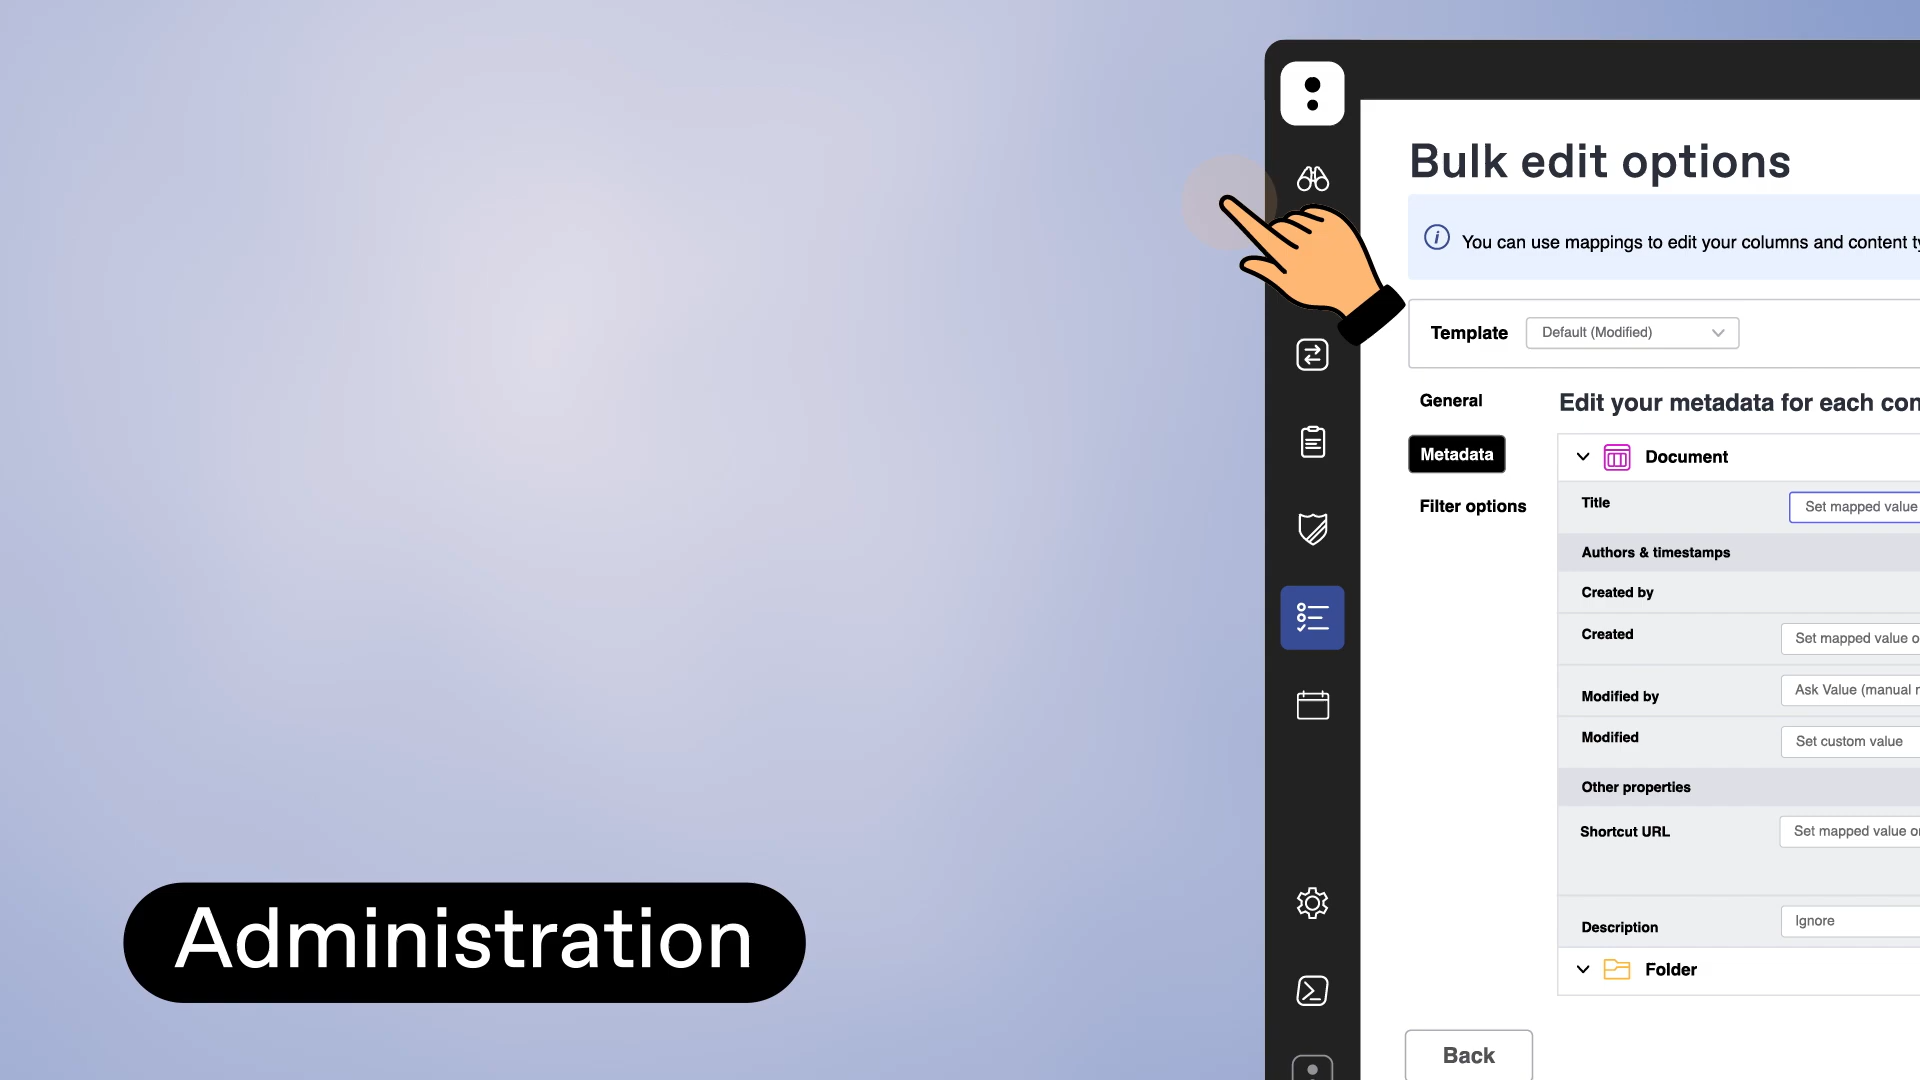 Bulk edit options
You can use mappings to edit your columns and content
Template
Default (Modified)
General
Metadata
Filter options
Edit your metadata for each
Document
Title
Set mapped value
Authors & timestamps
Created by
Created
Set mapped value
Modified by
Ask Value (manual
Modified
Set custom value
Other properties
Shortcut URL
Set mapped value
Description
Ignore
Folder
Back
Administration